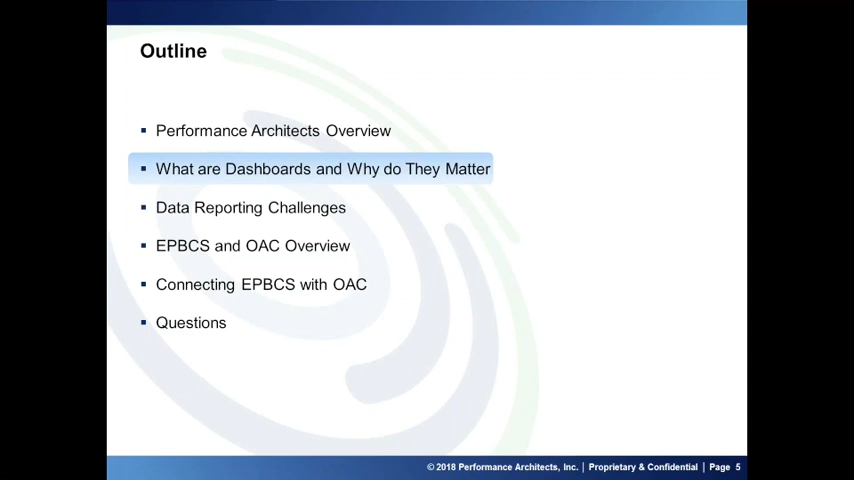 Outline
Performance Architects Overview
What are Dashboards and Why do They Matter
Data Reporting Challenges
EPBCS and OAC Overview
Connecting EPBCS with OAC
Questions
© 2018 Performance Architects, Inc. | Proprietary & Confidential | Page 5